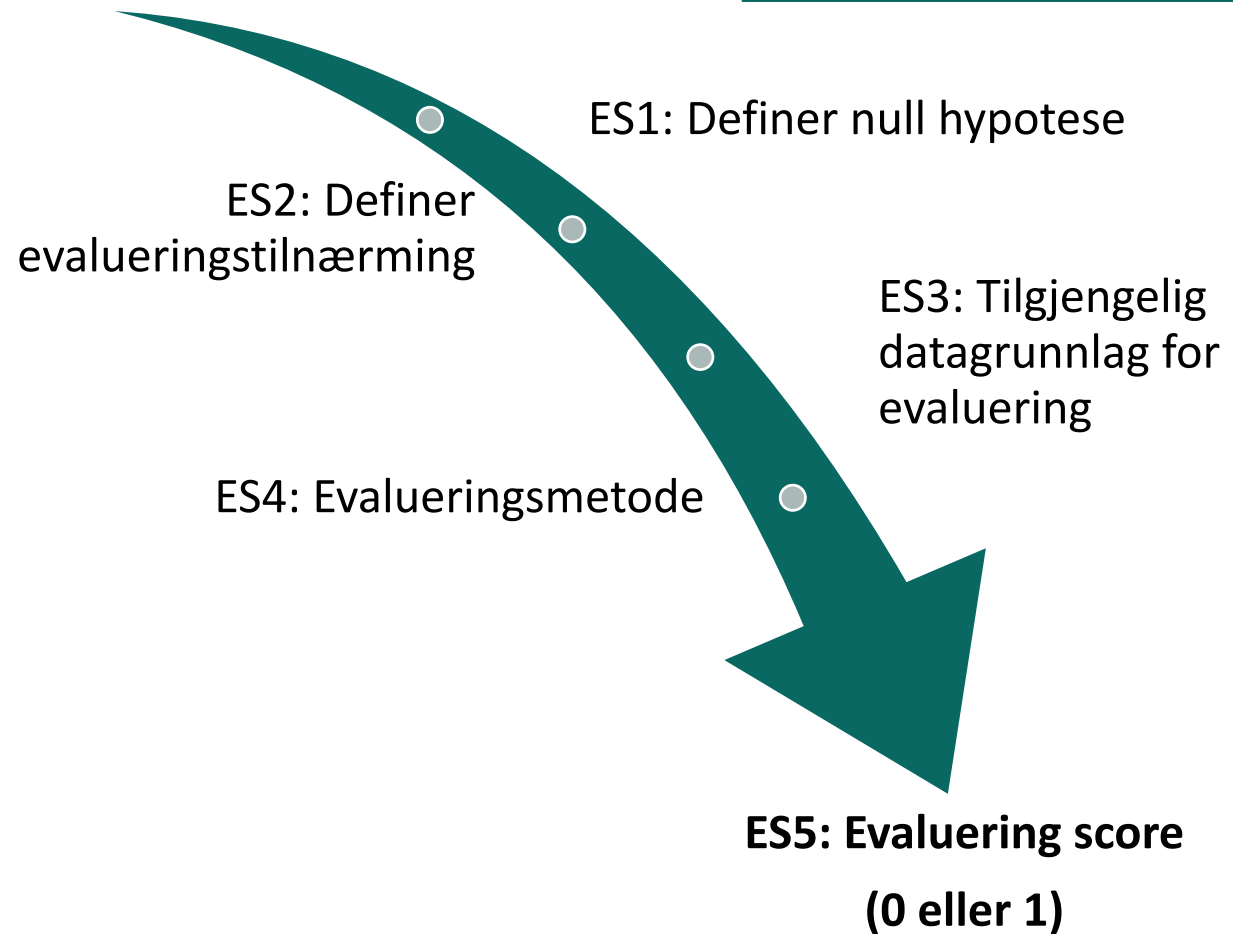 ES1: Definer null hypotese
ES2: Definer
evalueringstilnærming
ES3: Tilgjengelig
datagrunnlag for
evaluering
ES4: Evalueringsmetode
ES5: Evaluering score
(0 eller 1)